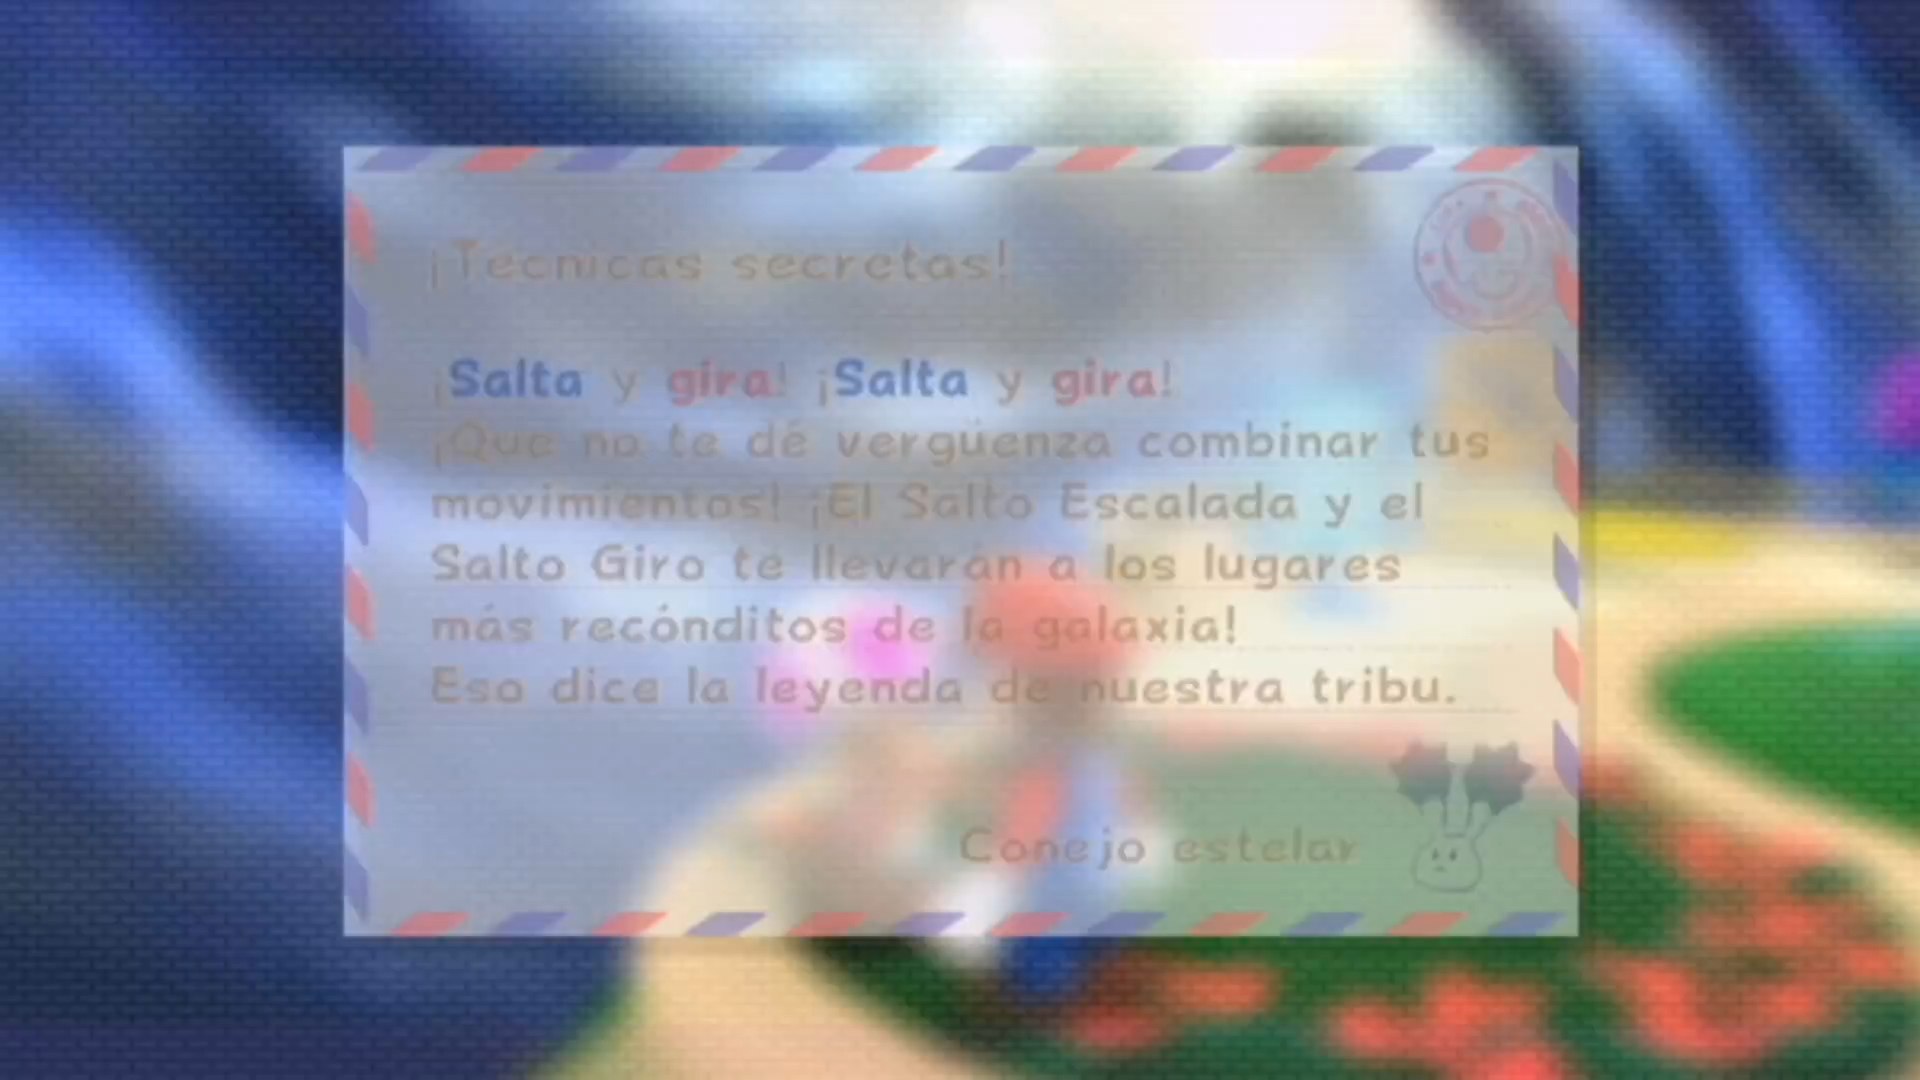 ¡Técnicas secretas!
¡Salta y gira! ¡Salta y gira!
¡Que no te dé vergüenza combinar tus
movimientos! ¡El Salto Escalada y el
Salto Giro te llevarán a los lugares
más recónditos de la galaxia!
Eso dice la leyenda de nuestra tribu.
Conejo estelar